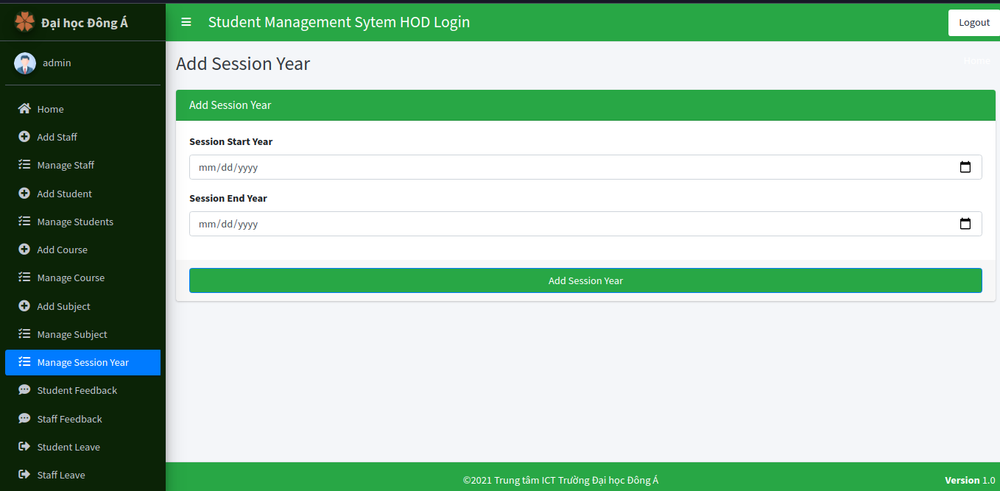 Đại học Đông Á
Student Management Sytem HOD Login
Logout
admin
Home
Add Staff
Manage Staff
Add Student
Manage Students
Add Course
Manage Course
Add Subject
Manage Subject
Manage Session Year
Student Feedback
Staff Feedback
Student Leave
Staff Leave
Add Session Year
Home
Add Session Year
Session Start Year
mm/dd/yyyy
Session End Year
mm/dd/yyyy
Add Session Year
©2021 Trung tâm ICT Trường Đại học Đông Á
Version 1.0